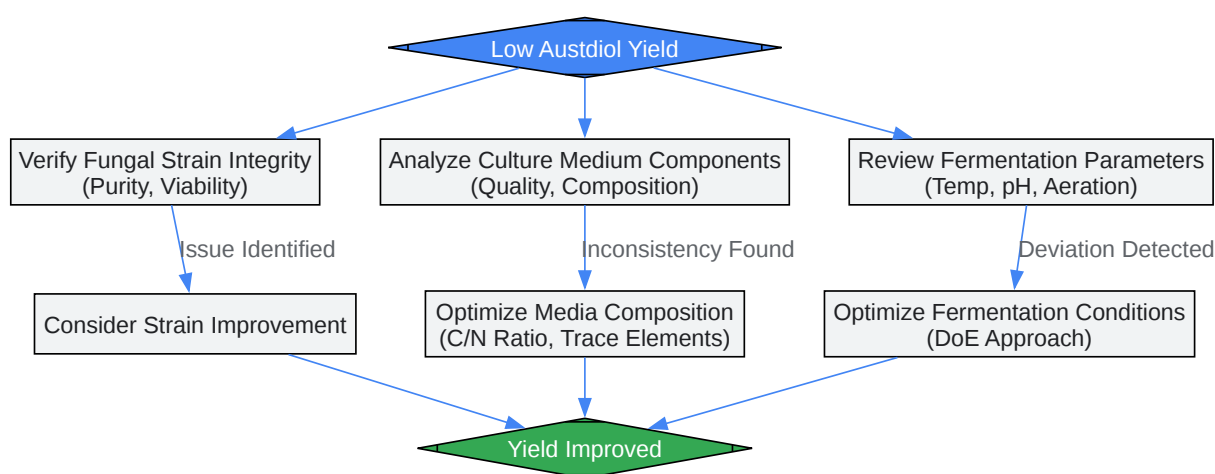 Low Austdiol Yield
Verify Fungal Strain Integrity
(Purity, Viability)
Analyze Culture Medium Components
(Quality, Composition)
Review Fermentation Parameters
(Temp, pH, Aeration)
Issue Identified
Inconsistency Found
Deviation Detected
Consider Strain Improvement
Optimize Media Composition
(C/N Ratio, Trace Elements)
Optimize Fermentation Conditions
(DoE Approach)
Yield Improved